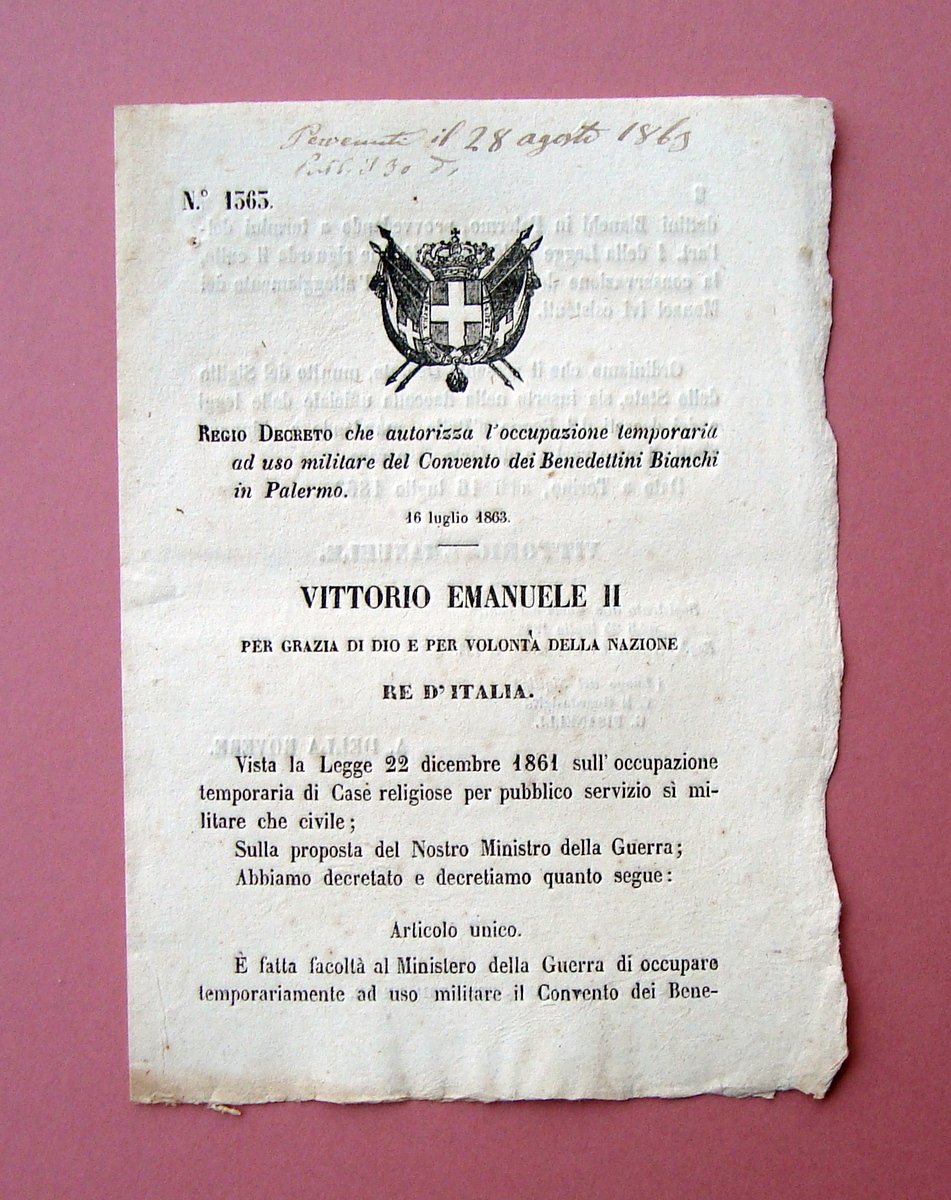 Pervenuto il 28 agosto 1863
Pubb. il 30 d°
N.° 1363.
REGIO DECRETO che autorizza l'occupazione temporaria
ad uso militare del Convento dei Benedettini Bianchi
in Palermo.
16 luglio 1863.
VITTORIO EMANUELE II
PER GRAZIA DI DIO E PER VOLONTÀ DELLA NAZIONE
RE D'ITALIA.
Vista la Legge 22 dicembre 1861 sull'occupazione
temporaria di Case religiose per pubblico servizio sì mi-
litare che civile;
Sulla proposta del Nostro Ministro della Guerra;
Abbiamo decretato e decretiamo quanto segue:
Articolo unico.
È fatta facoltà al Ministero della Guerra di occupare
temporariamente ad uso militare il Convento dei Bene-